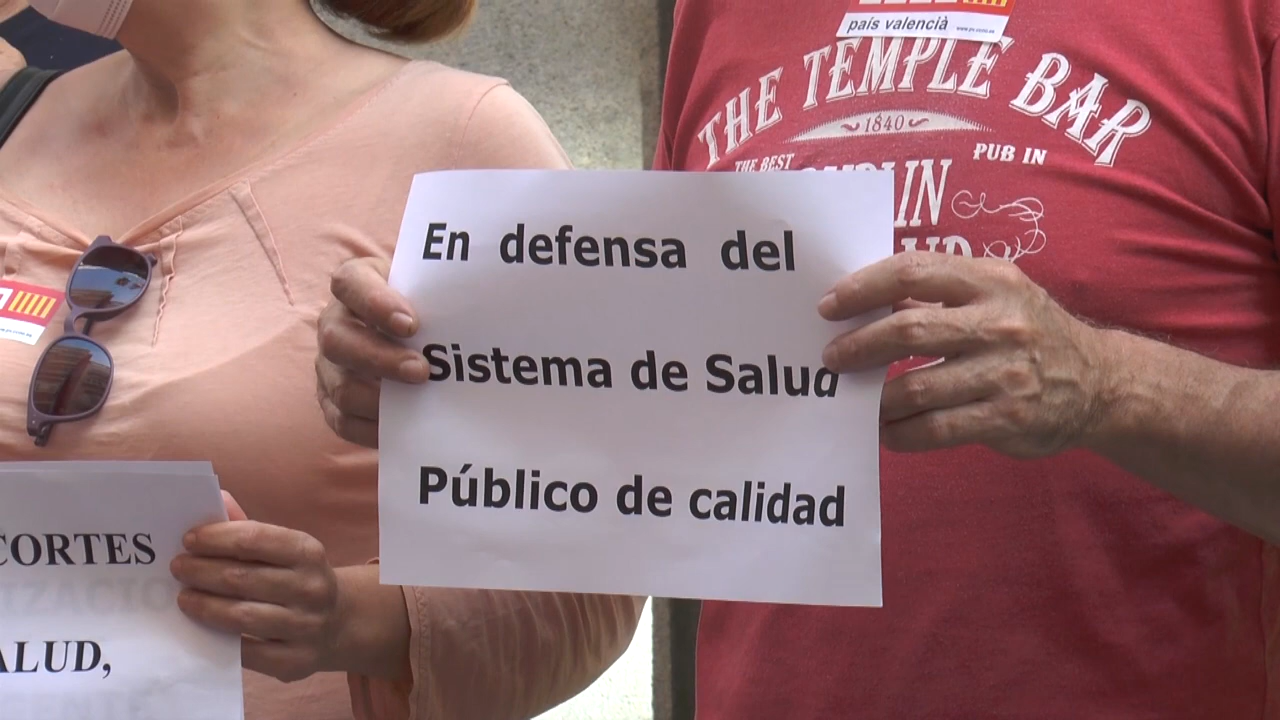 país valencià
THE TEMPLE BAR
1840
THE BEST
PUB IN
LIN
En defensa del
Sistema de Salud
Público de calidad
CORTES
ALUD,